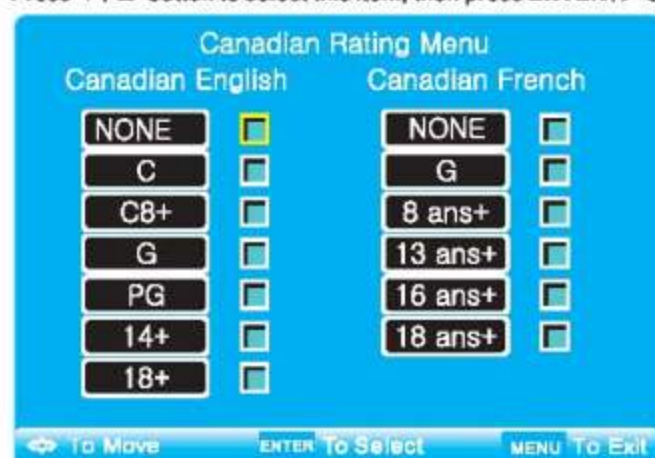 Canadian Rating Menu
Canadian English Canadian French
NONE NONE
C G
C8+ 8 ans+
G 13 ans+
PG 16 ans+
14+ 18 ans+
18+
To Move ENTER To Select MENU To Exit